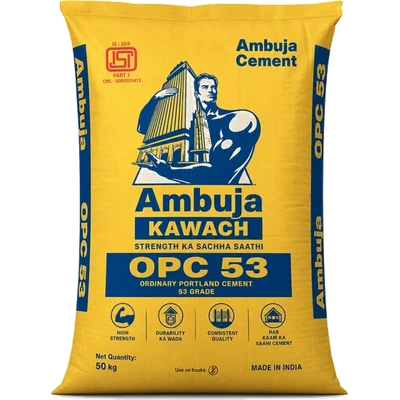 IS : 269
ISI
PART 1
CML - 0000505413
Ambuja
Cement
Ambuja
OPC 53
OPC 53
Ambuja
Ambuja
KAWACH
STRENGTH KA SACHHA SAATHI
OPC 53
ORDINARY PORTLAND CEMENT
53 GRADE
HIGH
STRENGTH
DURABILITY
KA WADA
CONSISTENT
QUALITY
HAR
KAAM KA
SAAHI CEMENT
Net Quantity:
50 kg
Use no hooks
MADE IN INDIA